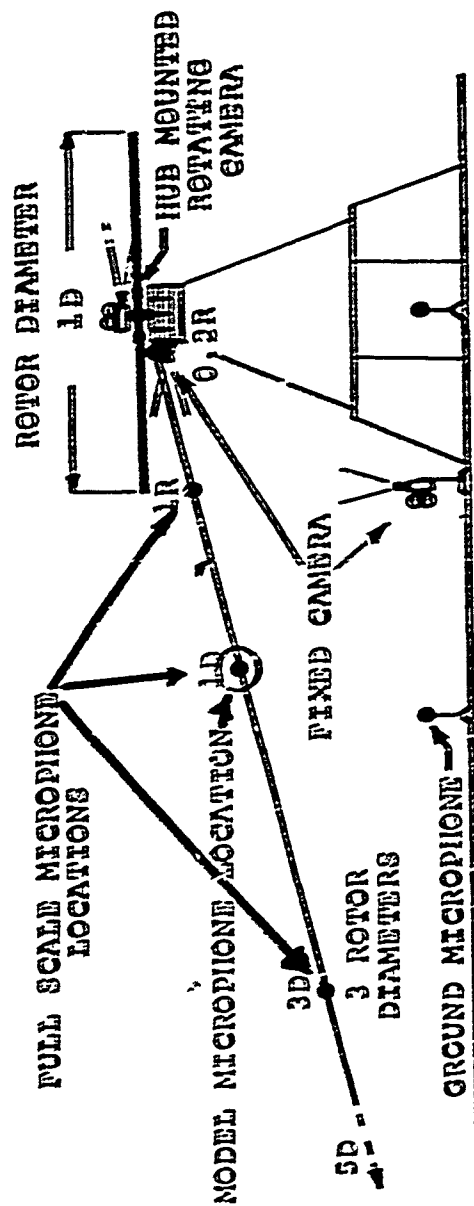 ROTOR DIAMETER
1D
HUB MOUNTED
ROTATING
CAMERA
FULL SCALE MICROPHONE
LOCATIONS
1R
0 .2R
MODEL MICROPHONE LOCATION
1D
FIXED CAMERA
3D
3 ROTOR
DIAMETERS
5D
GROUND MICROPHONE